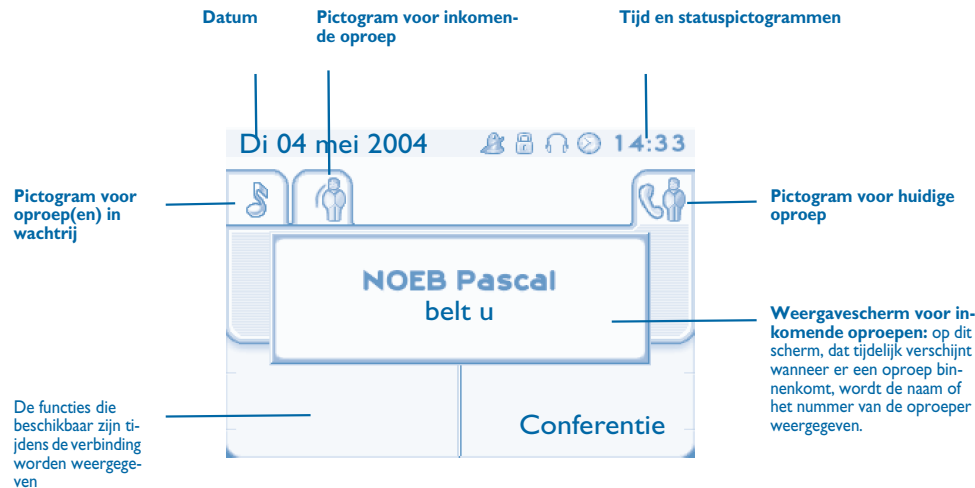 Datum
Pictogram voor inkomen-
de oproep
Tijd en statuspictogrammen
Di 04 mei 2004
14:33
Pictogram voor
oproep(en) in
wachtrij
Pictogram voor huidige
oproep
NOEB Pascal
belt u
Weergavescherm voor in-
komende oproepen: op dit
scherm, dat tijdelijk verschijnt
wanneer er een oproep bin-
nenkomt, wordt de naam of
het nummer van de oproeper
weergegeven.
De functies die
beschikbaar zijn ti-
jdens de verbinding
worden weergege-
ven
Conferentie